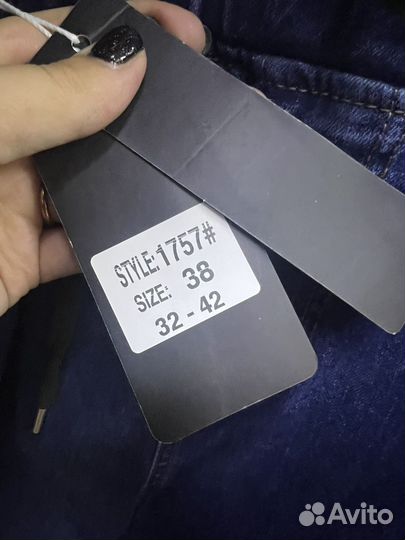 STYLE: 1757#
SIZE: 38
32 - 42
Avito